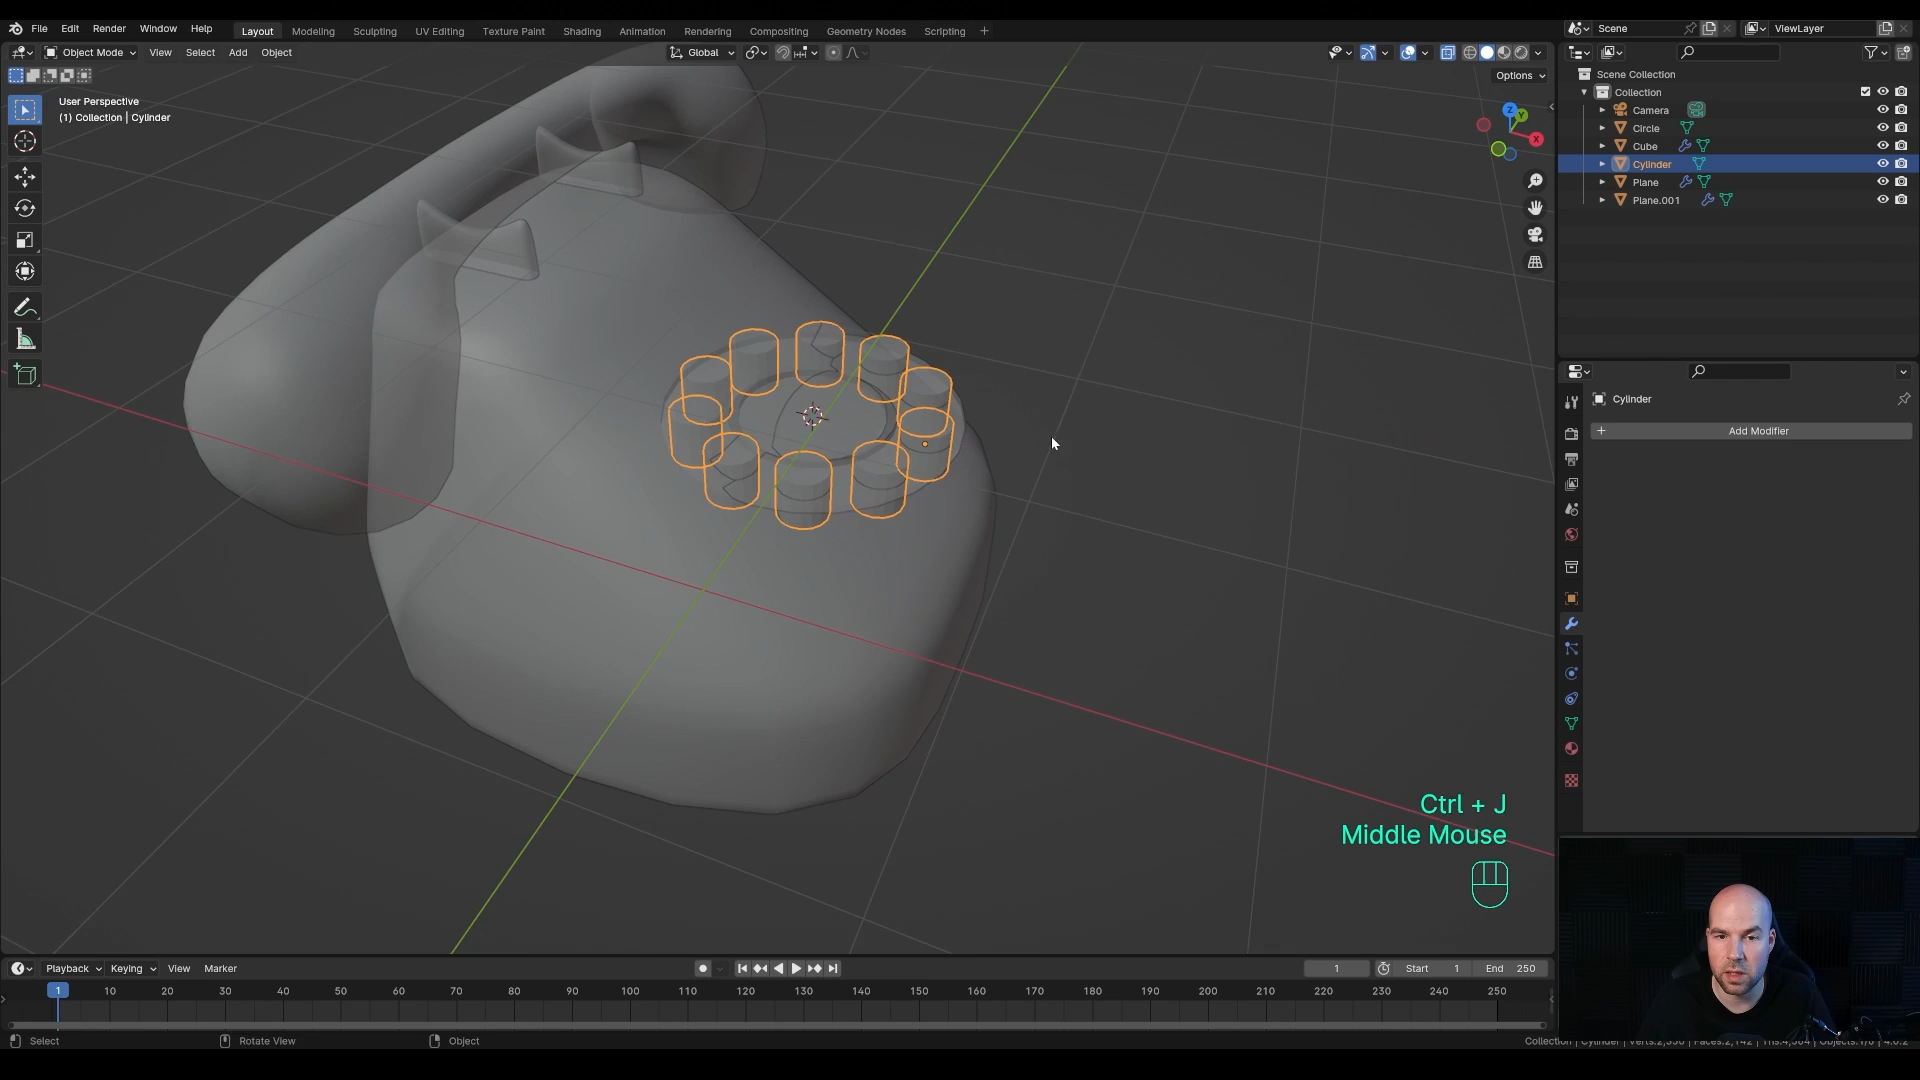 File Edit Render Window Help Layout Modeling Sculpting UV Editing Texture Paint Shading Animation Rendering Compositing Geometry Nodes Scripting Scene ViewLayer
Object Mode View Select Add Object Global
Options
User Perspective
(1) Collection | Cylinder
Scene Collection
Collection
Camera
Circle
Cube
Cylinder
Plane
Plane.001
Z
Y
X
Cylinder
+ Add Modifier
Ctrl + J
Middle Mouse
Playback Keying View Marker 1 Start 1 End 250
1 10 20 30 40 50 60 70 80 90 100 110 120 130 140 150 160 170 180 190 200 210 220 230 240 250
Select Rotate View Object